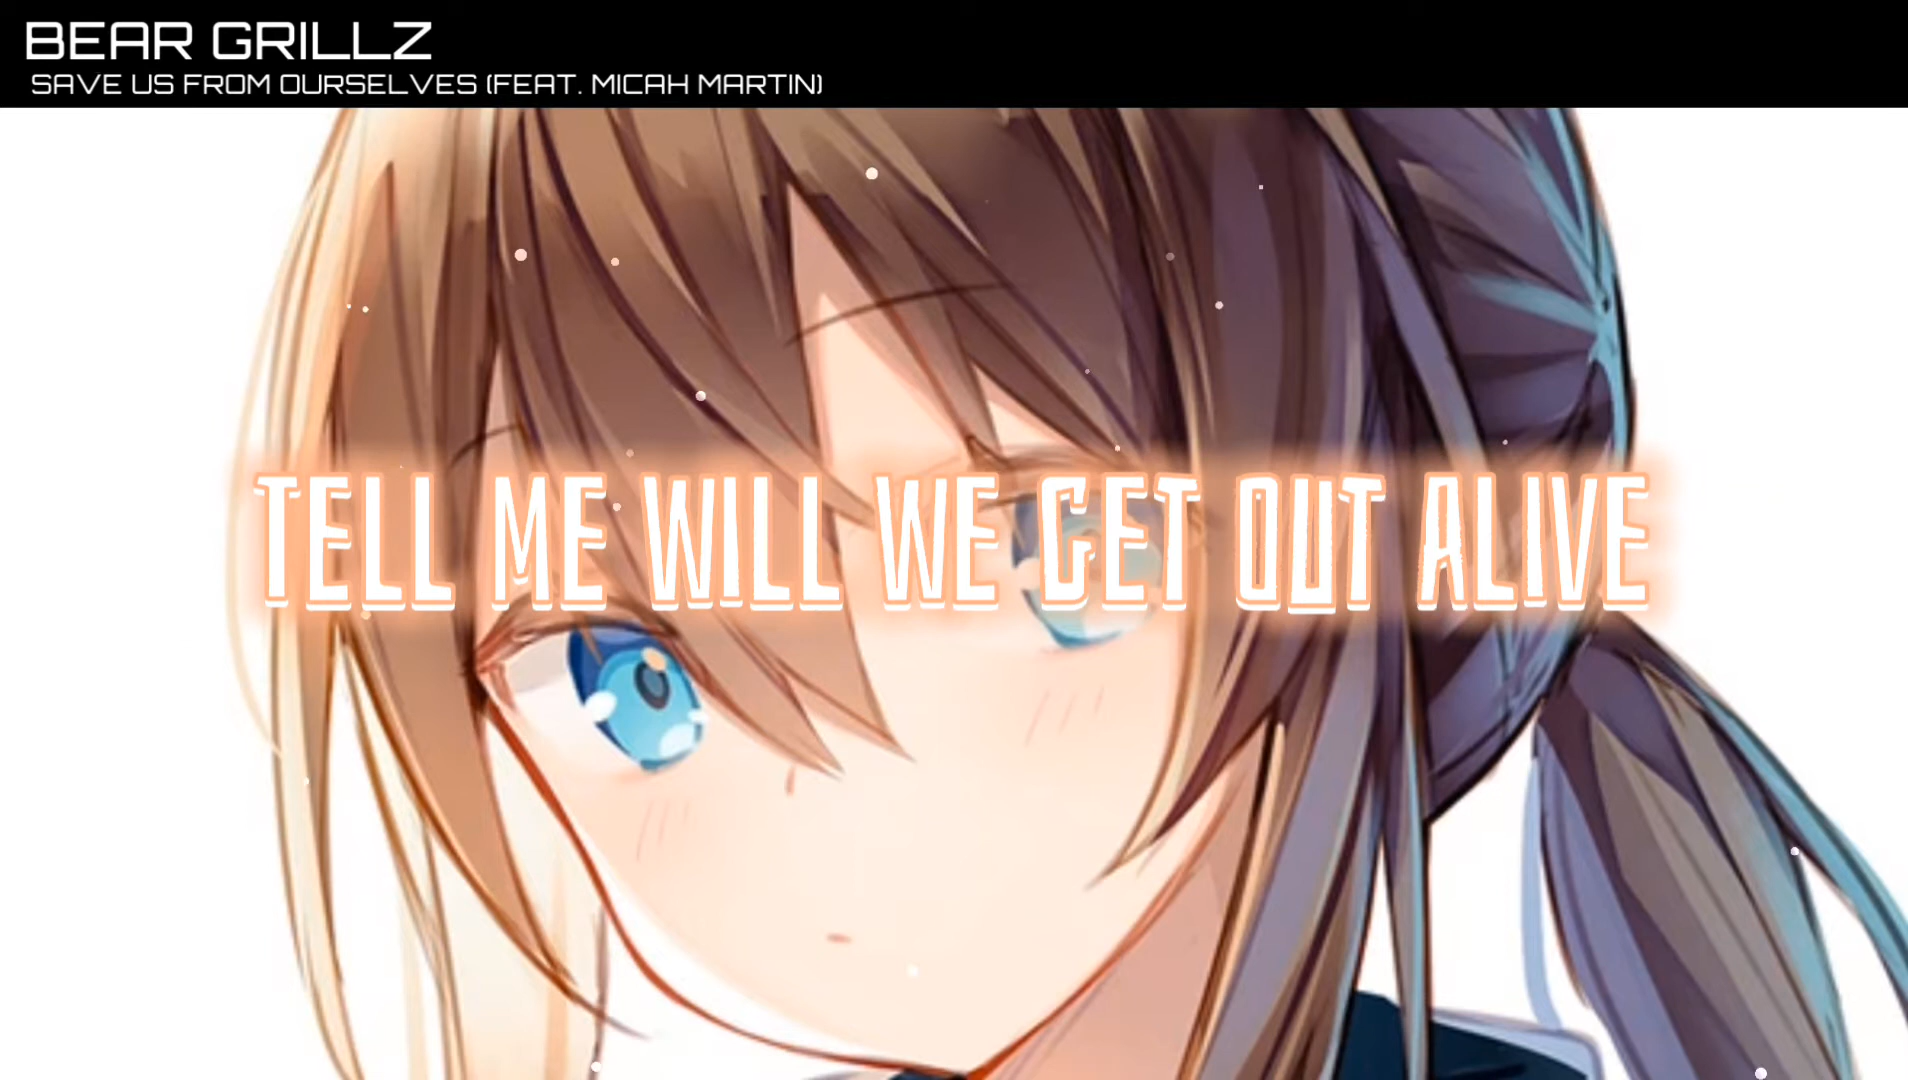 BEAR GRILLZ
SAVE US FROM OURSELVES (FEAT. MICAH MARTIN)
TELL ME WILL WE GET OUT ALIVE